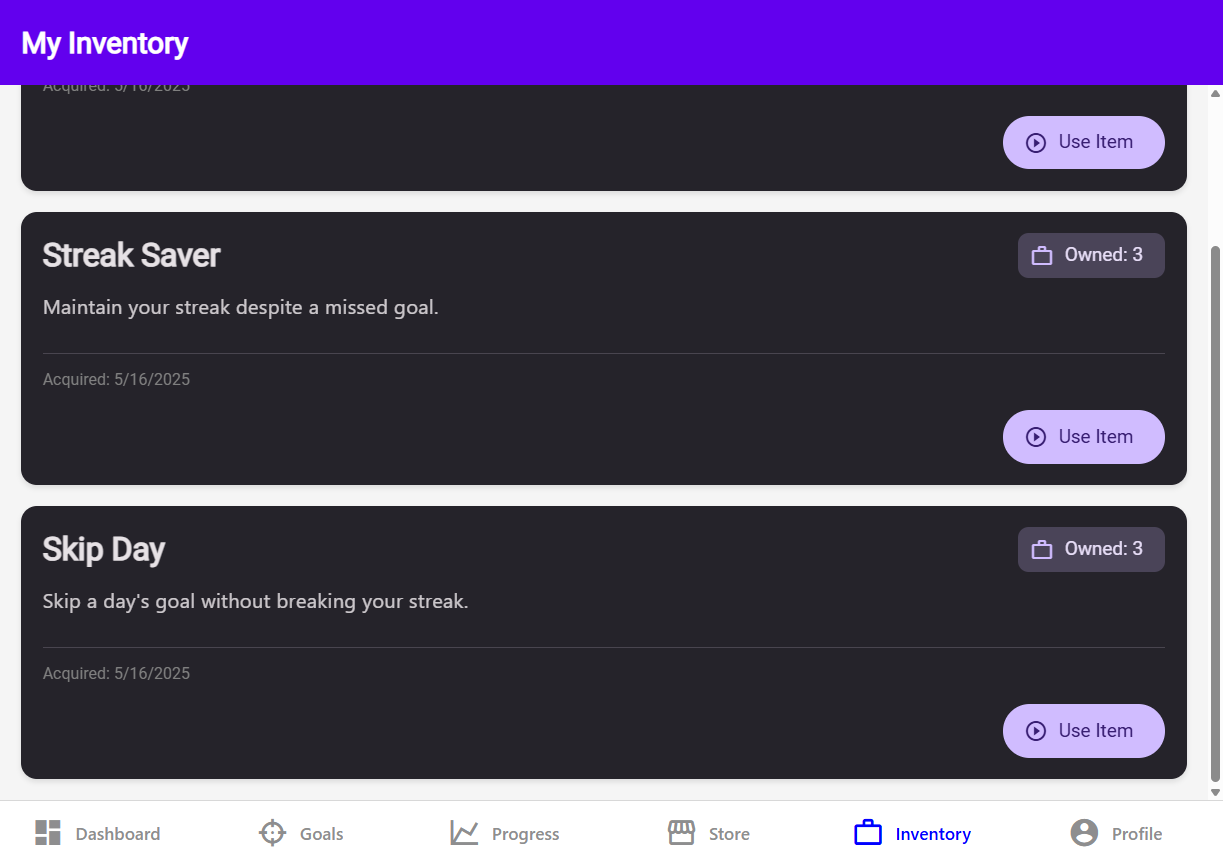 My Inventory
Acquired: 5/16/2025
Use Item
Streak Saver
Owned: 3
Maintain your streak despite a missed goal.
Acquired: 5/16/2025
Use Item
Skip Day
Owned: 3
Skip a day's goal without breaking your streak.
Acquired: 5/16/2025
Use Item
Dashboard
Goals
Progress
Store
Inventory
Profile